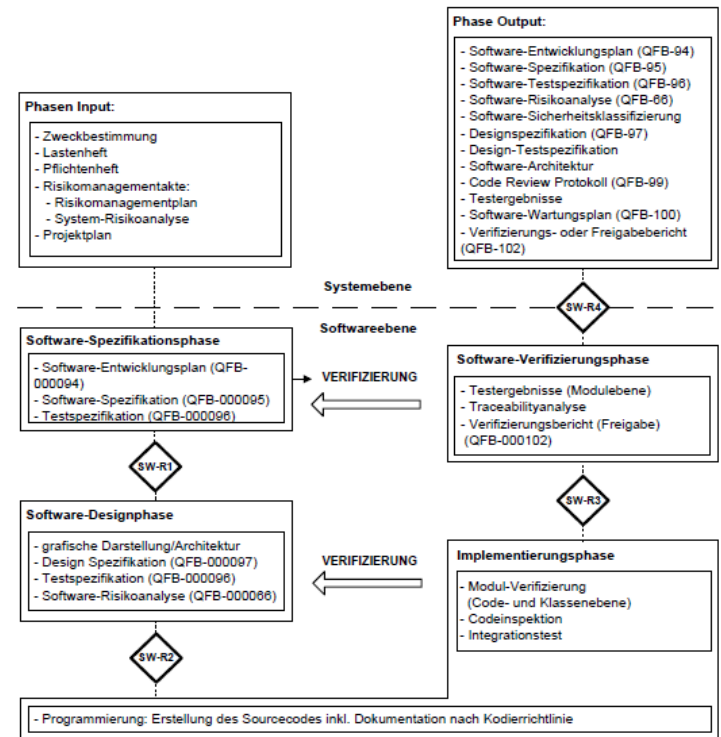 Phasen Input:
- Zweckbestimmung
- Lastenheft
- Pflichtenheft
- Risikomanagementakte:
- Risikomanagmentplan
- System-Risikoanalyse
- Projektplan
Phase Output:
- Software-Entwicklungsplan (QFB-94)
- Software-Spezifikation (QFB-95)
- Software-Testspezifikation (QFB-96)
- Software-Risikoanalyse (QFB-66)
- Software-Sicherheitsklassifizierung
- Designspezifikation (QFB-97)
- Design-Testspezifikation
- Software-Architektur
- Code Review Protokoll (QFB-99)
- Testergebnisse
- Software-Wartungsplan (QFB-100)
- Verifizierungs- oder Freigabebericht
(QFB-102)
Systemebene
SW-R4
Softwareebene
Software-Spezifikationsphase
- Software-Entwicklungsplan (QFB-
000094)
- Software-Spezifikation (QFB-000095)
- Testspezifikation (QFB-000096)
VERIFIZIERUNG
Software-Verifizierungsphase
- Testergebnisse (Modulebene)
- Traceabilityanalyse
- Verifizierungsbericht (Freigabe)
(QFB-000102)
SW-R1
SW-R3
Software-Designphase
- grafische Darstellung/Architektur
- Design Spezifikation (QFB-000097)
- Testspezifikation (QFB-000096)
- Software-Risikoanalyse (QFB-000066)
VERIFIZIERUNG
Implementierungsphase
- Modul-Verifizierung
(Code- und Klassenebene)
- Codeinspektion
- Integrationstest
SW-R2
- Programmierung: Erstellung des Sourcecodes inkl. Dokumentation nach Kodierrichtlinie